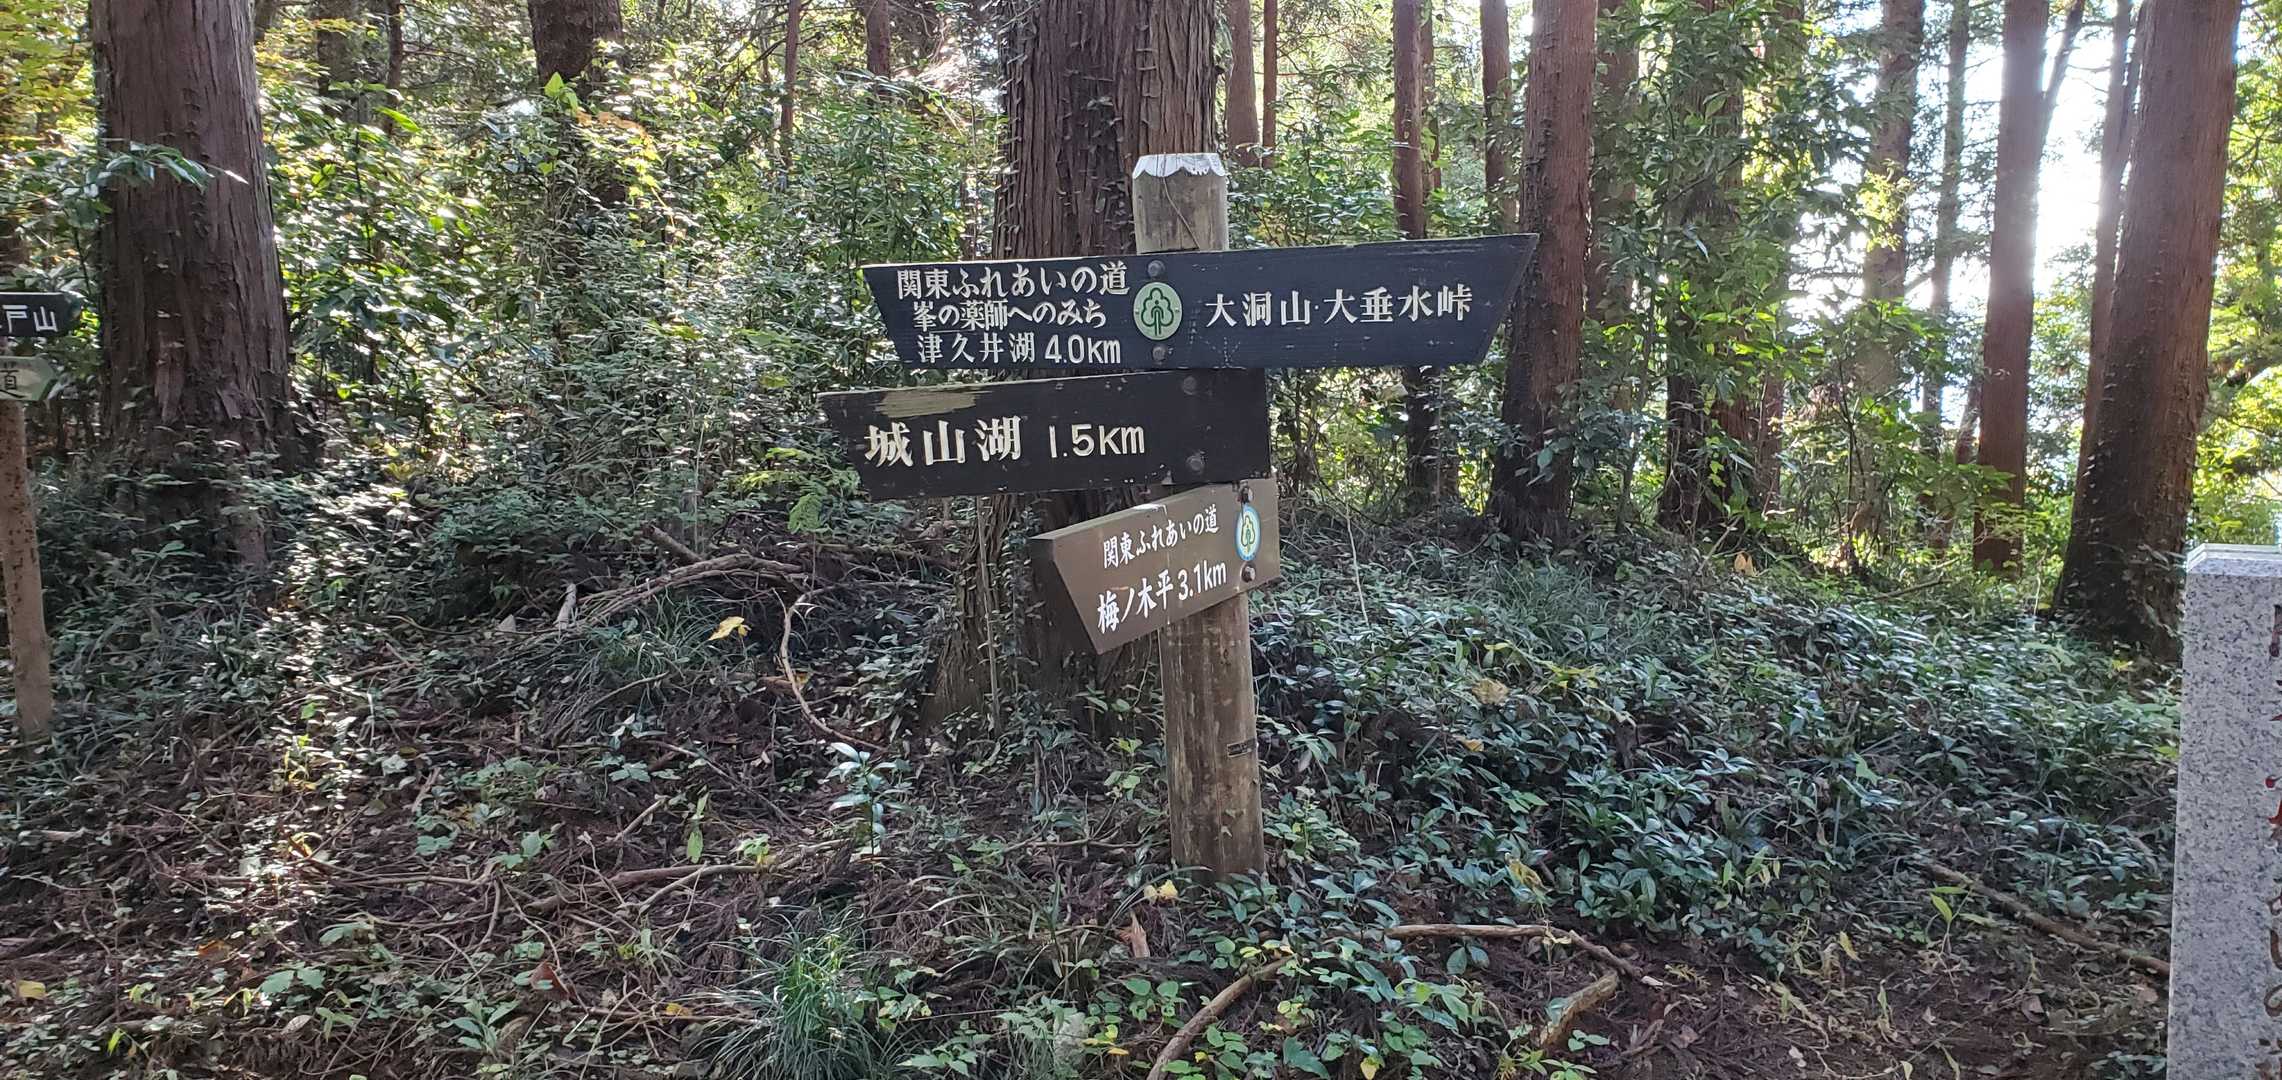 関東ふれあいの道
峯の薬師へのみち
津久井湖 4.0km
大洞山・大垂水峠
城山湖 1.5km
関東ふれあいの道
梅ノ木平 3.1km
戸山